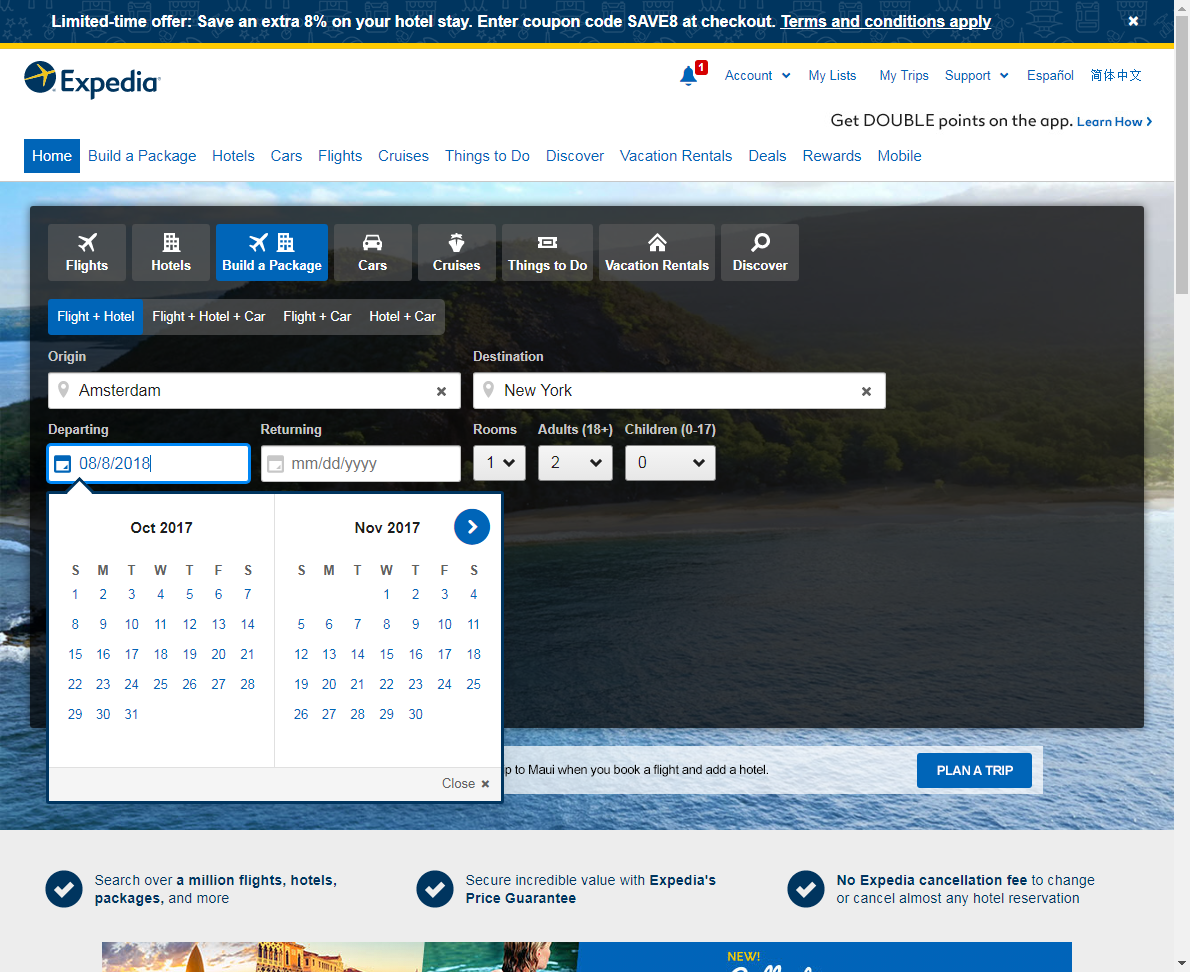 Limited-time offer: Save an extra 8% on your hotel stay. Enter coupon code SAVE8 at checkout. Terms and conditions apply
Expedia
1
Account My Lists My Trips Support Español 简体中文
Get DOUBLE points on the app. Learn How
Home Build a Package Hotels Cars Flights Cruises Things to Do Discover Vacation Rentals Deals Rewards Mobile
Flights Hotels Build a Package Cars Cruises Things to Do Vacation Rentals Discover
Flight + Hotel Flight + Hotel + Car Flight + Car Hotel + Car
Origin Destination
Amsterdam New York
Departing Returning Rooms Adults (18+) Children (0-17)
08/8/2018 mm/dd/yyyy 1 2 0
Oct 2017 Nov 2017
S M T W T F S S M T W T F S
1 2 3 4 5 6 7 1 2 3 4
8 9 10 11 12 13 14 5 6 7 8 9 10 11
15 16 17 18 19 20 21 12 13 14 15 16 17 18
22 23 24 25 26 27 28 19 20 21 22 23 24 25
29 30 31 26 27 28 29 30
p to Maui when you book a flight and add a hotel. PLAN A TRIP
Close
Search over a million flights, hotels,
packages, and more
Secure incredible value with Expedia's
Price Guarantee
No Expedia cancellation fee to change
or cancel almost any hotel reservation
NEW!